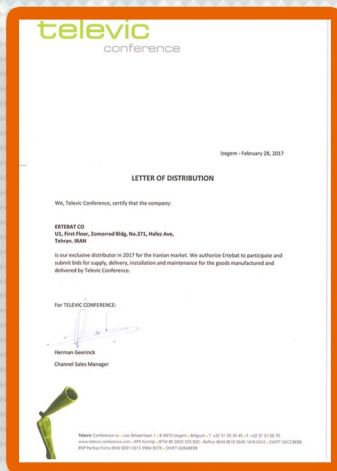 televic
conference
Izegem - February 28, 2017
LETTER OF DISTRIBUTION
We, Televic Conference, certify that the company:
ERTEBAT CO
U1, First Floor, Zomorrod Bldg, No.371, Hafez Ave,
Tehran. IRAN
Is our exclusive distributor in 2017 for the Iranian market. We authorize Ertebat to participate and
submit bids for supply, delivery, installation and maintenance for the goods manufactured and
delivered by Televic Conference.
For TELEVIC CONFERENCE:
Herman Geerinck
Channel Sales Manager
Televic Conference nv